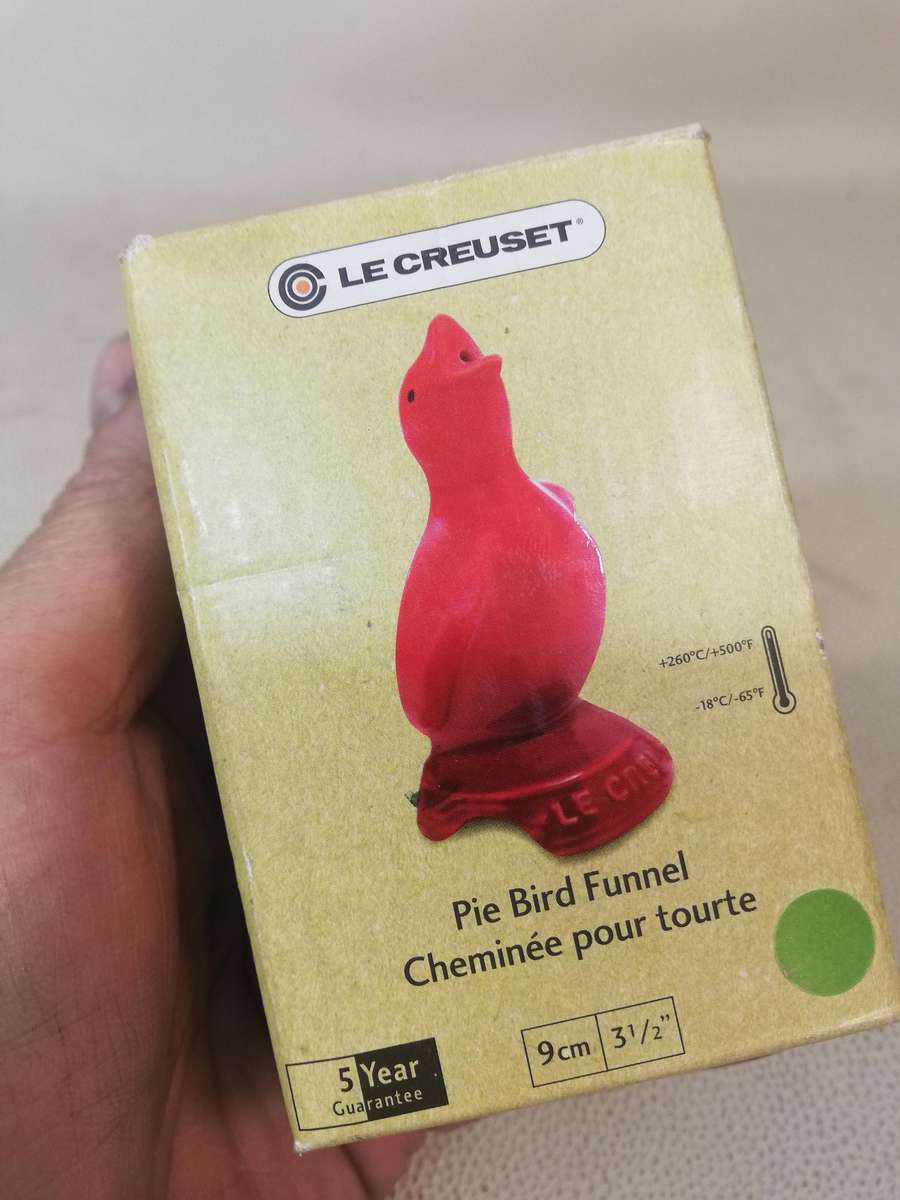 LE CREUSET®
+260°C/+500°F
-18°C/-65°F
LE CREU
Pie Bird Funnel
Cheminée pour tourte
9cm 3 1/2”
5 Year
Guarantee